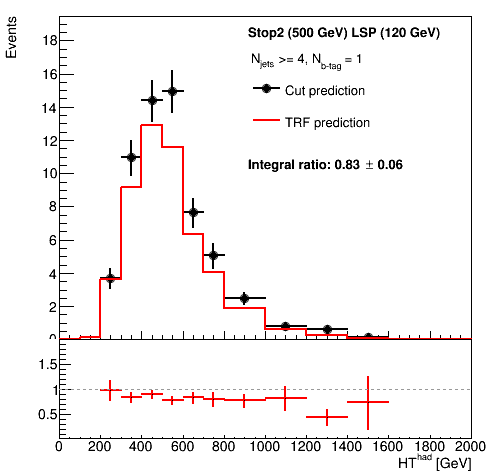 Events
Stop2 (500 GeV) LSP (120 GeV)
N_jets >= 4, N_b-tag = 1
Cut prediction
TRF prediction
Integral ratio: 0.83 ± 0.06
18
16
14
12
10
8
6
4
2
0
1.5
1
0.5
0 200 400 600 800 1000 1200 1400 1600 1800 2000
HT^had [GeV]